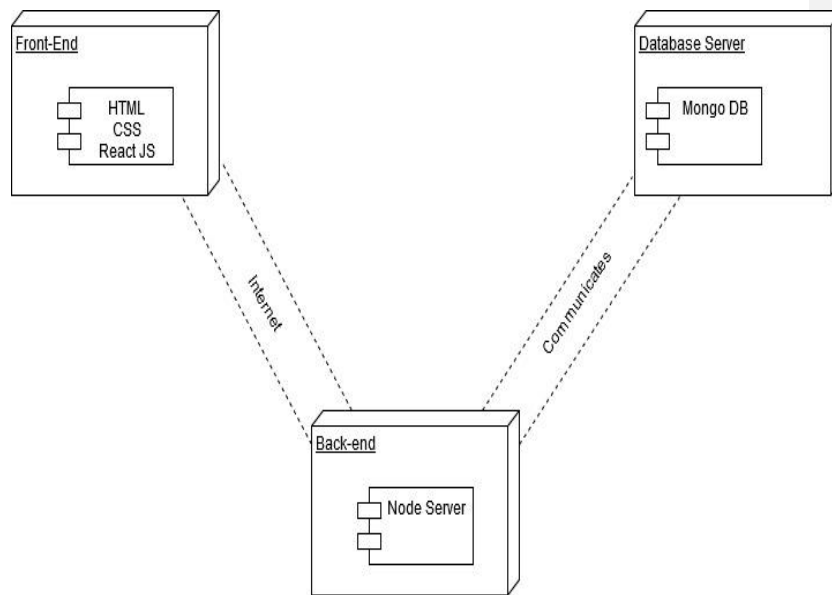 Front-End
HTML
CSS
React JS
Database Server
Mongo DB
Internet
Communicates
Back-end
Node Server